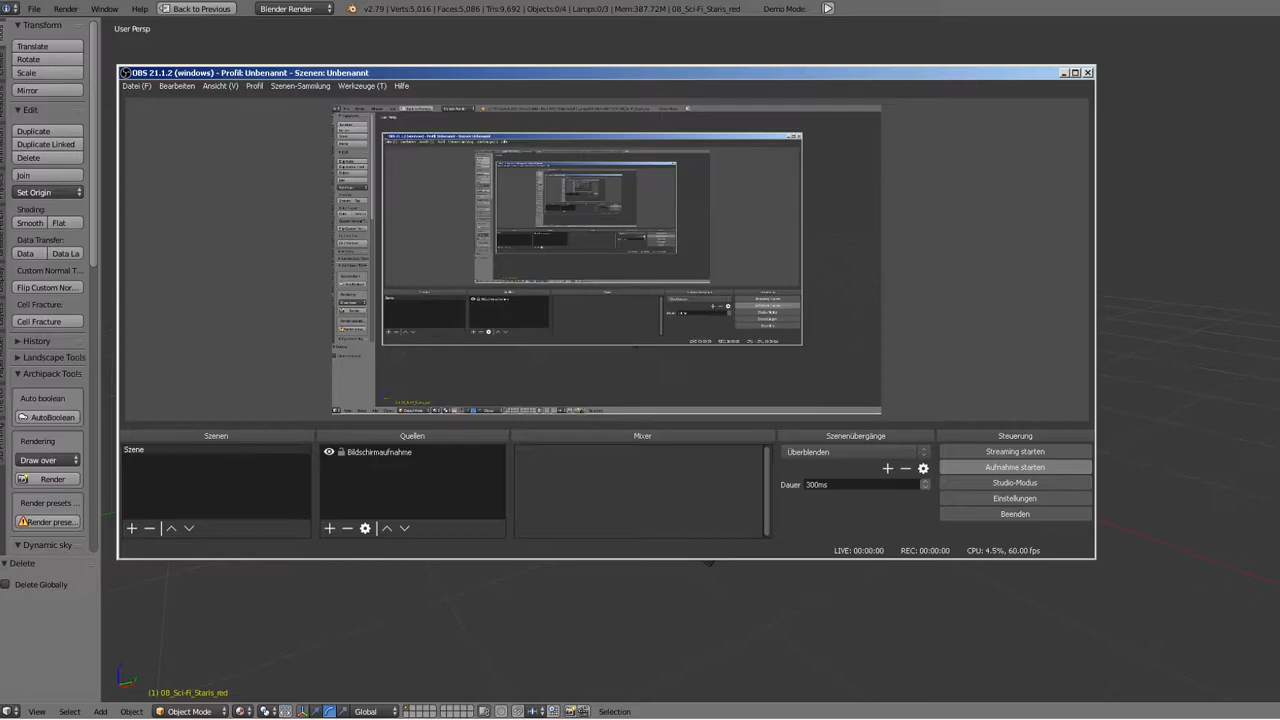 File Render Window Help Back to Previous Blender Render v2.79 | Verts:5,016 | Faces:5,086 | Tris:9,692 | Objects:0/4 | Lamps:0/3 | Mem:387.72M | 08_Sci-Fi_Staris_red Demo Mode:
Transform
User Persp
Translate
Rotate
Scale
Mirror
Edit
Duplicate
Duplicate Linked
Delete
Join
Set Origin
Shading:
Smooth Flat
Data Transfer:
Data Data La
Custom Normal T...
Flip Custom Nor...
Cell Fracture:
Cell Fracture
History
Landscape Tools
Archipack Tools
Auto boolean
AutoBoolean
Rendering
Draw over
Render
Render presets ...
Render prese...
Dynamic sky
Delete
Delete Globally
OBS 21.1.2 (windows) - Profil: Unbenannt - Szenen: Unbenannt
Datei (F) Bearbeiten Ansicht (V) Profil Szenen-Sammlung Werkzeuge (T) Hilfe
Szenen Quellen Mixer Szenenübergänge Steuerung
Szene
Bildschirmaufnahme
Überblenden
Dauer 300ms
Streaming starten
Aufnahme starten
Studio-Modus
Einstellungen
Beenden
LIVE: 00:00:00 REC: 00:00:00 CPU: 4.5%, 60.00 fps
(1) 08_Sci-Fi_Staris_red
View Select Add Object Object Mode Global Selection